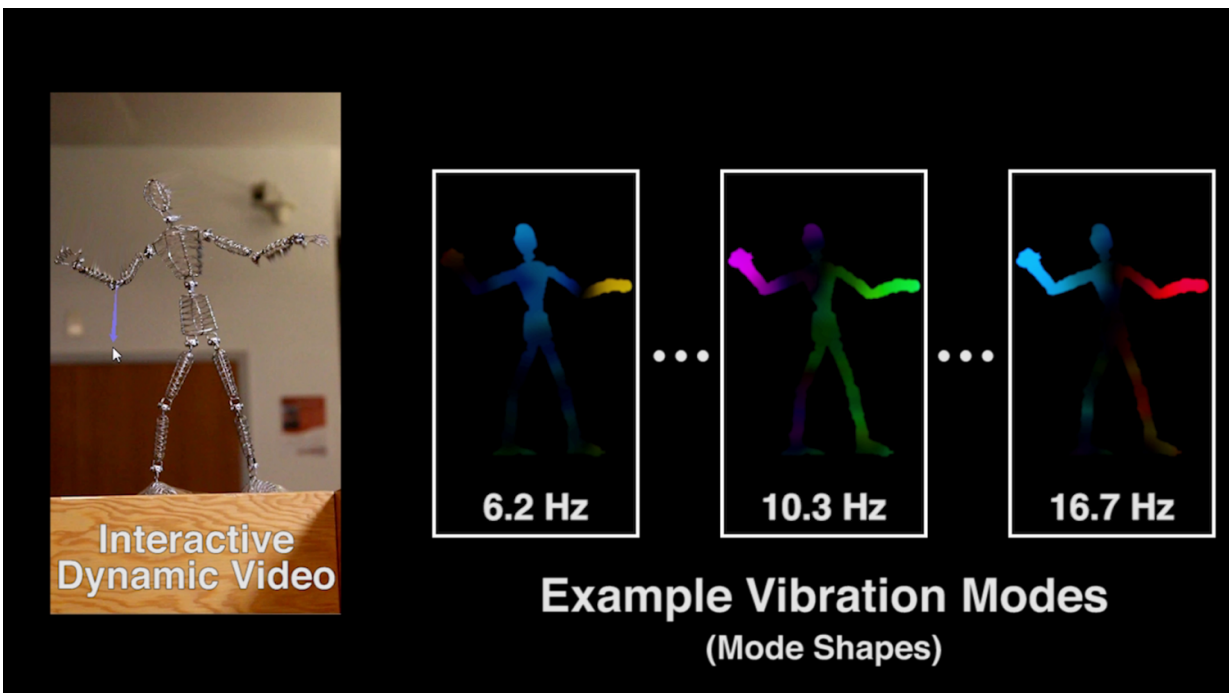 Interactive
Dynamic Video
6.2 Hz
10.3 Hz
16.7 Hz
Example Vibration Modes
(Mode Shapes)